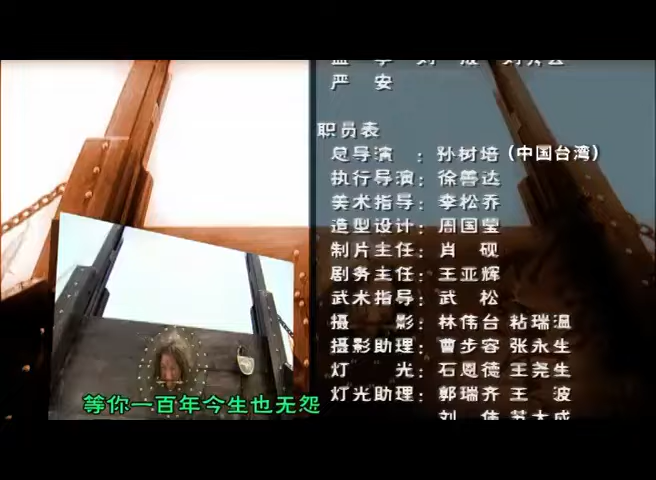 严 安
职员表
总导演 : 孙树培(中国台湾)
执行导演: 徐善达
美术指导: 李松乔
造型设计: 周国莹
制片主任: 肖 砚
剧务主任: 王亚辉
武术指导: 武 松
摄 影: 林伟台 粘瑞温
摄影助理: 曹步容 张永生
灯 光: 石恩德 王尧生
灯光助理: 郭瑞齐 王 波
等你一百年今生也无怨